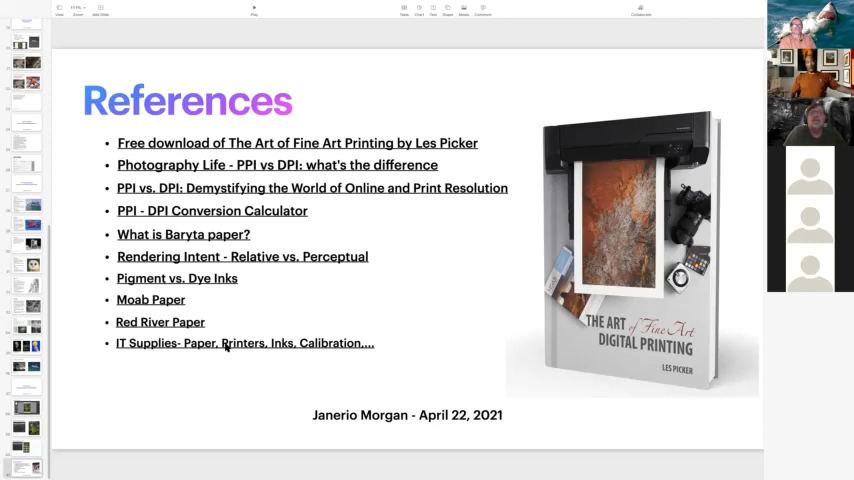 View
Zoom
Add Slide
Play
Table
Chart
Text
Shape
Media
Comment
Collaborate
References
• Free download of The Art of Fine Art Printing by Les Picker
• Photography Life - PPI vs DPI: what's the difference
• PPI vs. DPI: Demystifying the World of Online and Print Resolution
• PPI - DPI Conversion Calculator
• What is Baryta paper?
• Rendering Intent - Relative vs. Perceptual
• Pigment vs. Dye Inks
• Moab Paper
• Red River Paper
• IT Supplies- Paper, Printers, Inks, Calibration,...
THE ART of Fine Art
DIGITAL PRINTING
LES PICKER
Janerio Morgan - April 22, 2021